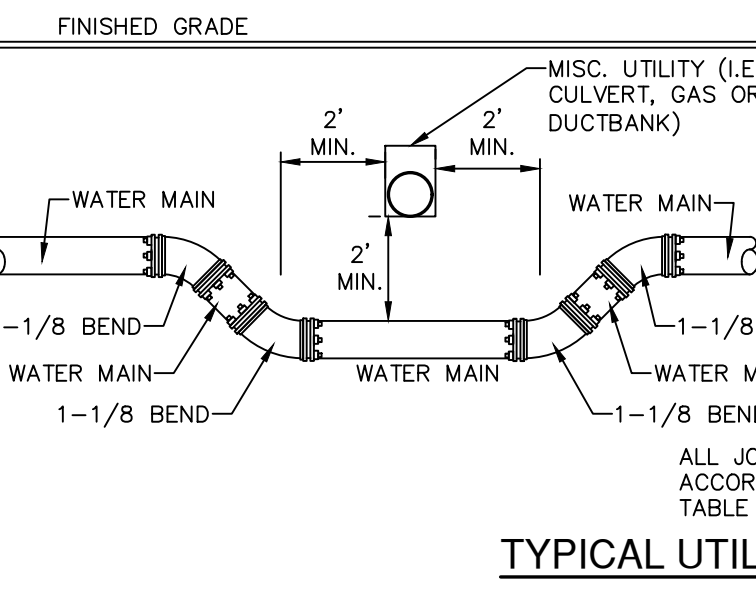 FINISHED GRADE
MISC. UTILITY (I.E
CULVERT, GAS OR
DUCTBANK)
2'
MIN.
2'
MIN.
WATER MAIN
WATER MAIN
2'
MIN.
-1/8 BEND
1-1/8
WATER MAIN
WATER MAIN
WATER M
1-1/8 BEND
1-1/8 BEND
ALL JO
ACCOR
TABLE
TYPICAL UTIL